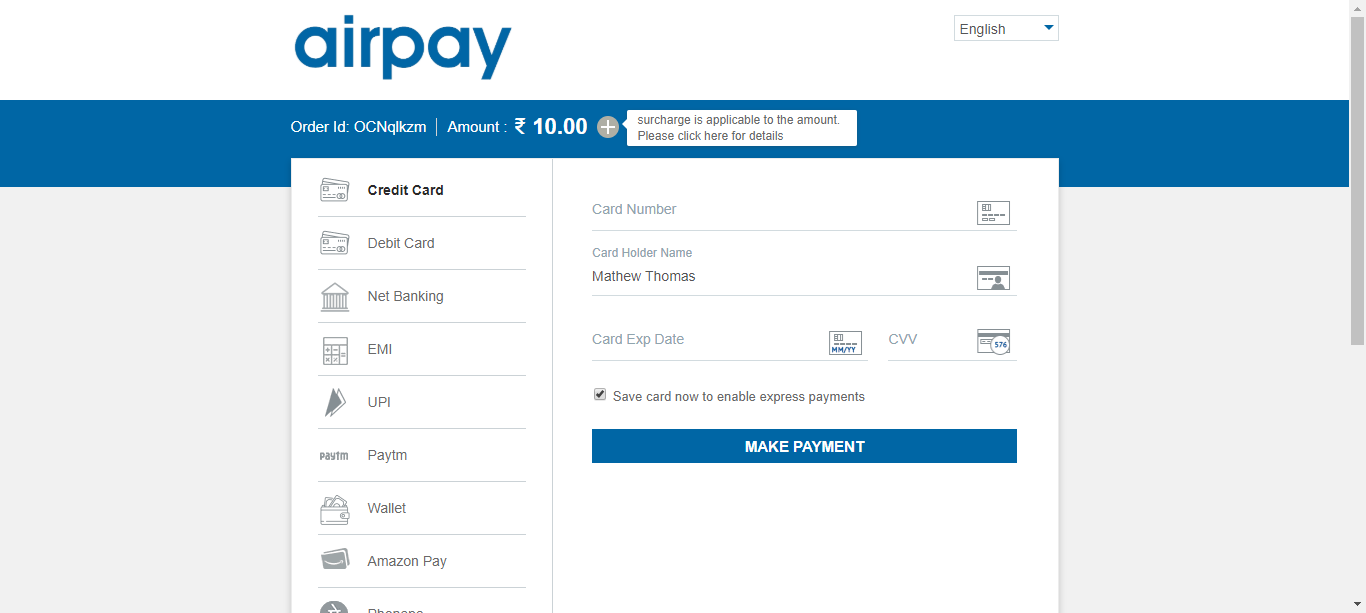 airpay
English
Order Id: OCNqlkzm | Amount : ₹ 10.00
surcharge is applicable to the amount.
Please click here for details
Credit Card
Debit Card
Net Banking
EMI
UPI
paytm Paytm
Wallet
Amazon Pay
Phonepe
Card Number
Card Holder Name
Mathew Thomas
Card Exp Date
MM/YY
CVV
576
Save card now to enable express payments
MAKE PAYMENT